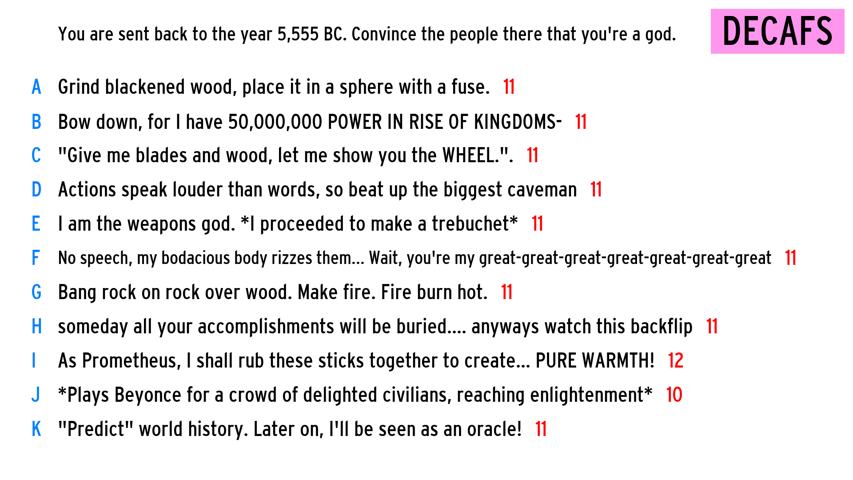 You are sent back to the year 5,555 BC. Convince the people there that you're a god.
DECAFS
A Grind blackened wood, place it in a sphere with a fuse. 11
B Bow down, for I have 50,000,000 POWER IN RISE OF KINGDOMS- 11
C "Give me blades and wood, let me show you the WHEEL.". 11
D Actions speak louder than words, so beat up the biggest caveman 11
E I am the weapons god. *I proceeded to make a trebuchet* 11
F No speech, my bodacious body rizzes them... Wait, you're my great-great-great-great-great-great-great 11
G Bang rock on rock over wood. Make fire. Fire burn hot. 11
H someday all your accomplishments will be buried.... anyways watch this backflip 11
I As Prometheus, I shall rub these sticks together to create... PURE WARMTH! 12
J *Plays Beyonce for a crowd of delighted civilians, reaching enlightenment* 10
K "Predict" world history. Later on, I'll be seen as an oracle! 11